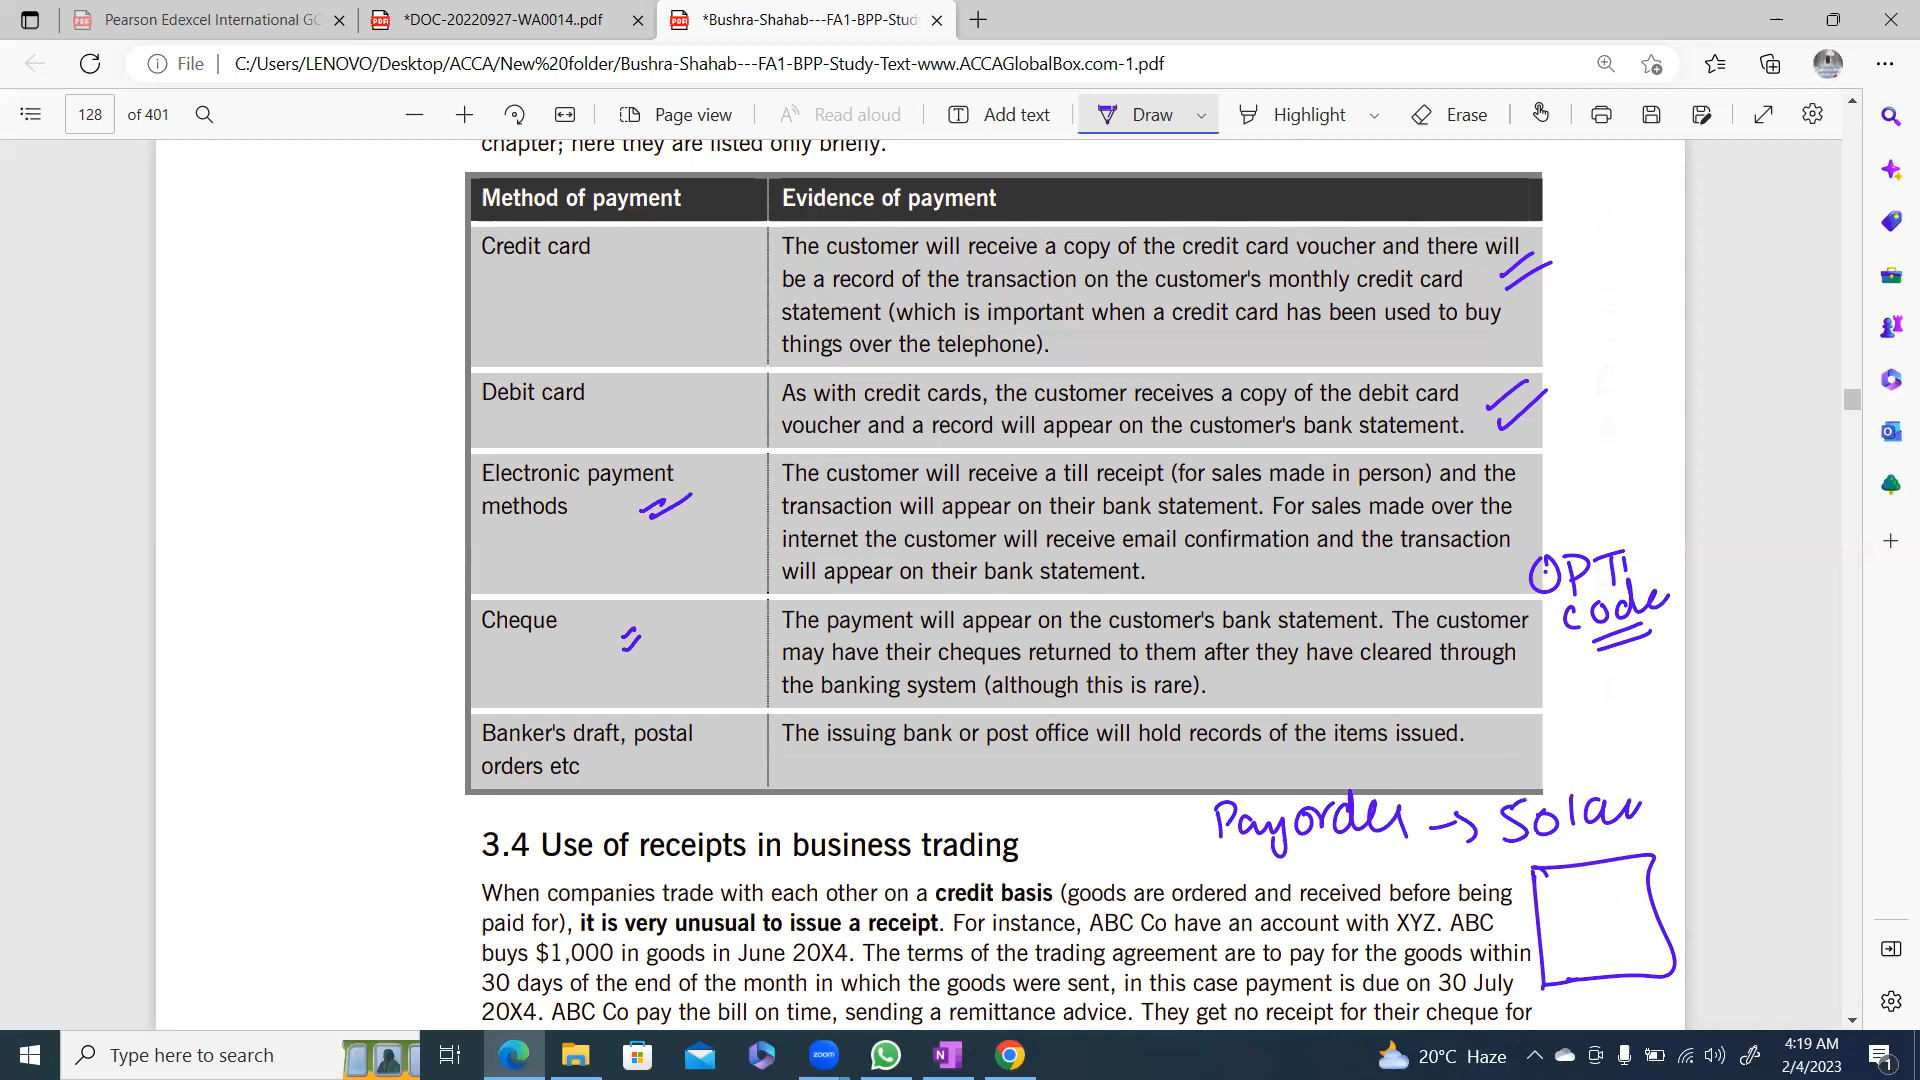 Pearson Edexcel International GC
*DOC-20220927-WA0014..pdf
*Bushra-Shahab---FA1-BPP-Stud
File
C:/Users/LENOVO/Desktop/ACCA/New%20folder/Bushra-Shahab---FA1-BPP-Study-Text-www.ACCAGlobalBox.com-1.pdf
128 of 401
Page view
Read aloud
Add text
Draw
Highlight
Erase
chapter; here they are listed only briefly.
Method of payment
Evidence of payment
Credit card
The customer will receive a copy of the credit card voucher and there will
be a record of the transaction on the customer's monthly credit card
statement (which is important when a credit card has been used to buy
things over the telephone).
Debit card
As with credit cards, the customer receives a copy of the debit card
voucher and a record will appear on the customer's bank statement.
Electronic payment
methods
The customer will receive a till receipt (for sales made in person) and the
transaction will appear on their bank statement. For sales made over the
internet the customer will receive email confirmation and the transaction
will appear on their bank statement.
OPT
code
Cheque
The payment will appear on the customer's bank statement. The customer
may have their cheques returned to them after they have cleared through
the banking system (although this is rare).
Banker's draft, postal
orders etc
The issuing bank or post office will hold records of the items issued.
Payorder → 
3.4 Use of receipts in business trading
When companies trade with each other on a credit basis (goods are ordered and received before being
paid for), it is very unusual to issue a receipt. For instance, ABC Co have an account with XYZ. ABC
buys $1,000 in goods in June 20X4. The terms of the trading agreement are to pay for the goods within
30 days of the end of the month in which the goods were sent, in this case payment is due on 30 July
20X4. ABC Co pay the bill on time, sending a remittance advice. They get no receipt for their cheque for
Type here to search
zoom
20°C Haze
4:19 AM
2/4/2023
1